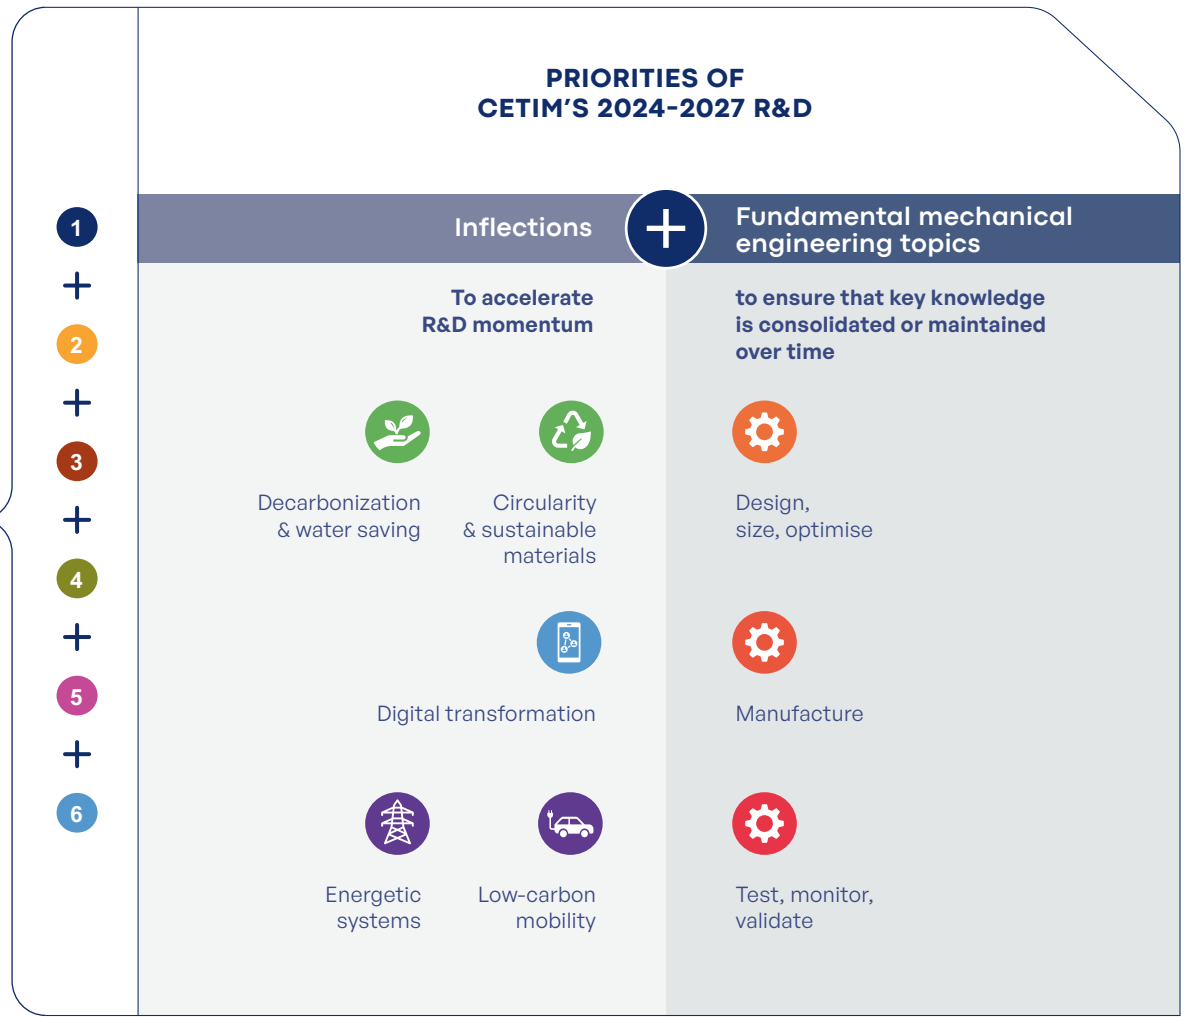 PRIORITIES OF
CETIM'S 2024-2027 R&D
1
+
2
+
3
+
4
+
5
+
6
Inflections
+
Fundamental mechanical
engineering topics
To accelerate
R&D momentum
to ensure that key knowledge
is consolidated or maintained
over time
Decarbonization
& water saving
Circularity
& sustainable
materials
Design,
size, optimise
Digital transformation
Manufacture
Energetic
systems
Low-carbon
mobility
Test, monitor,
validate